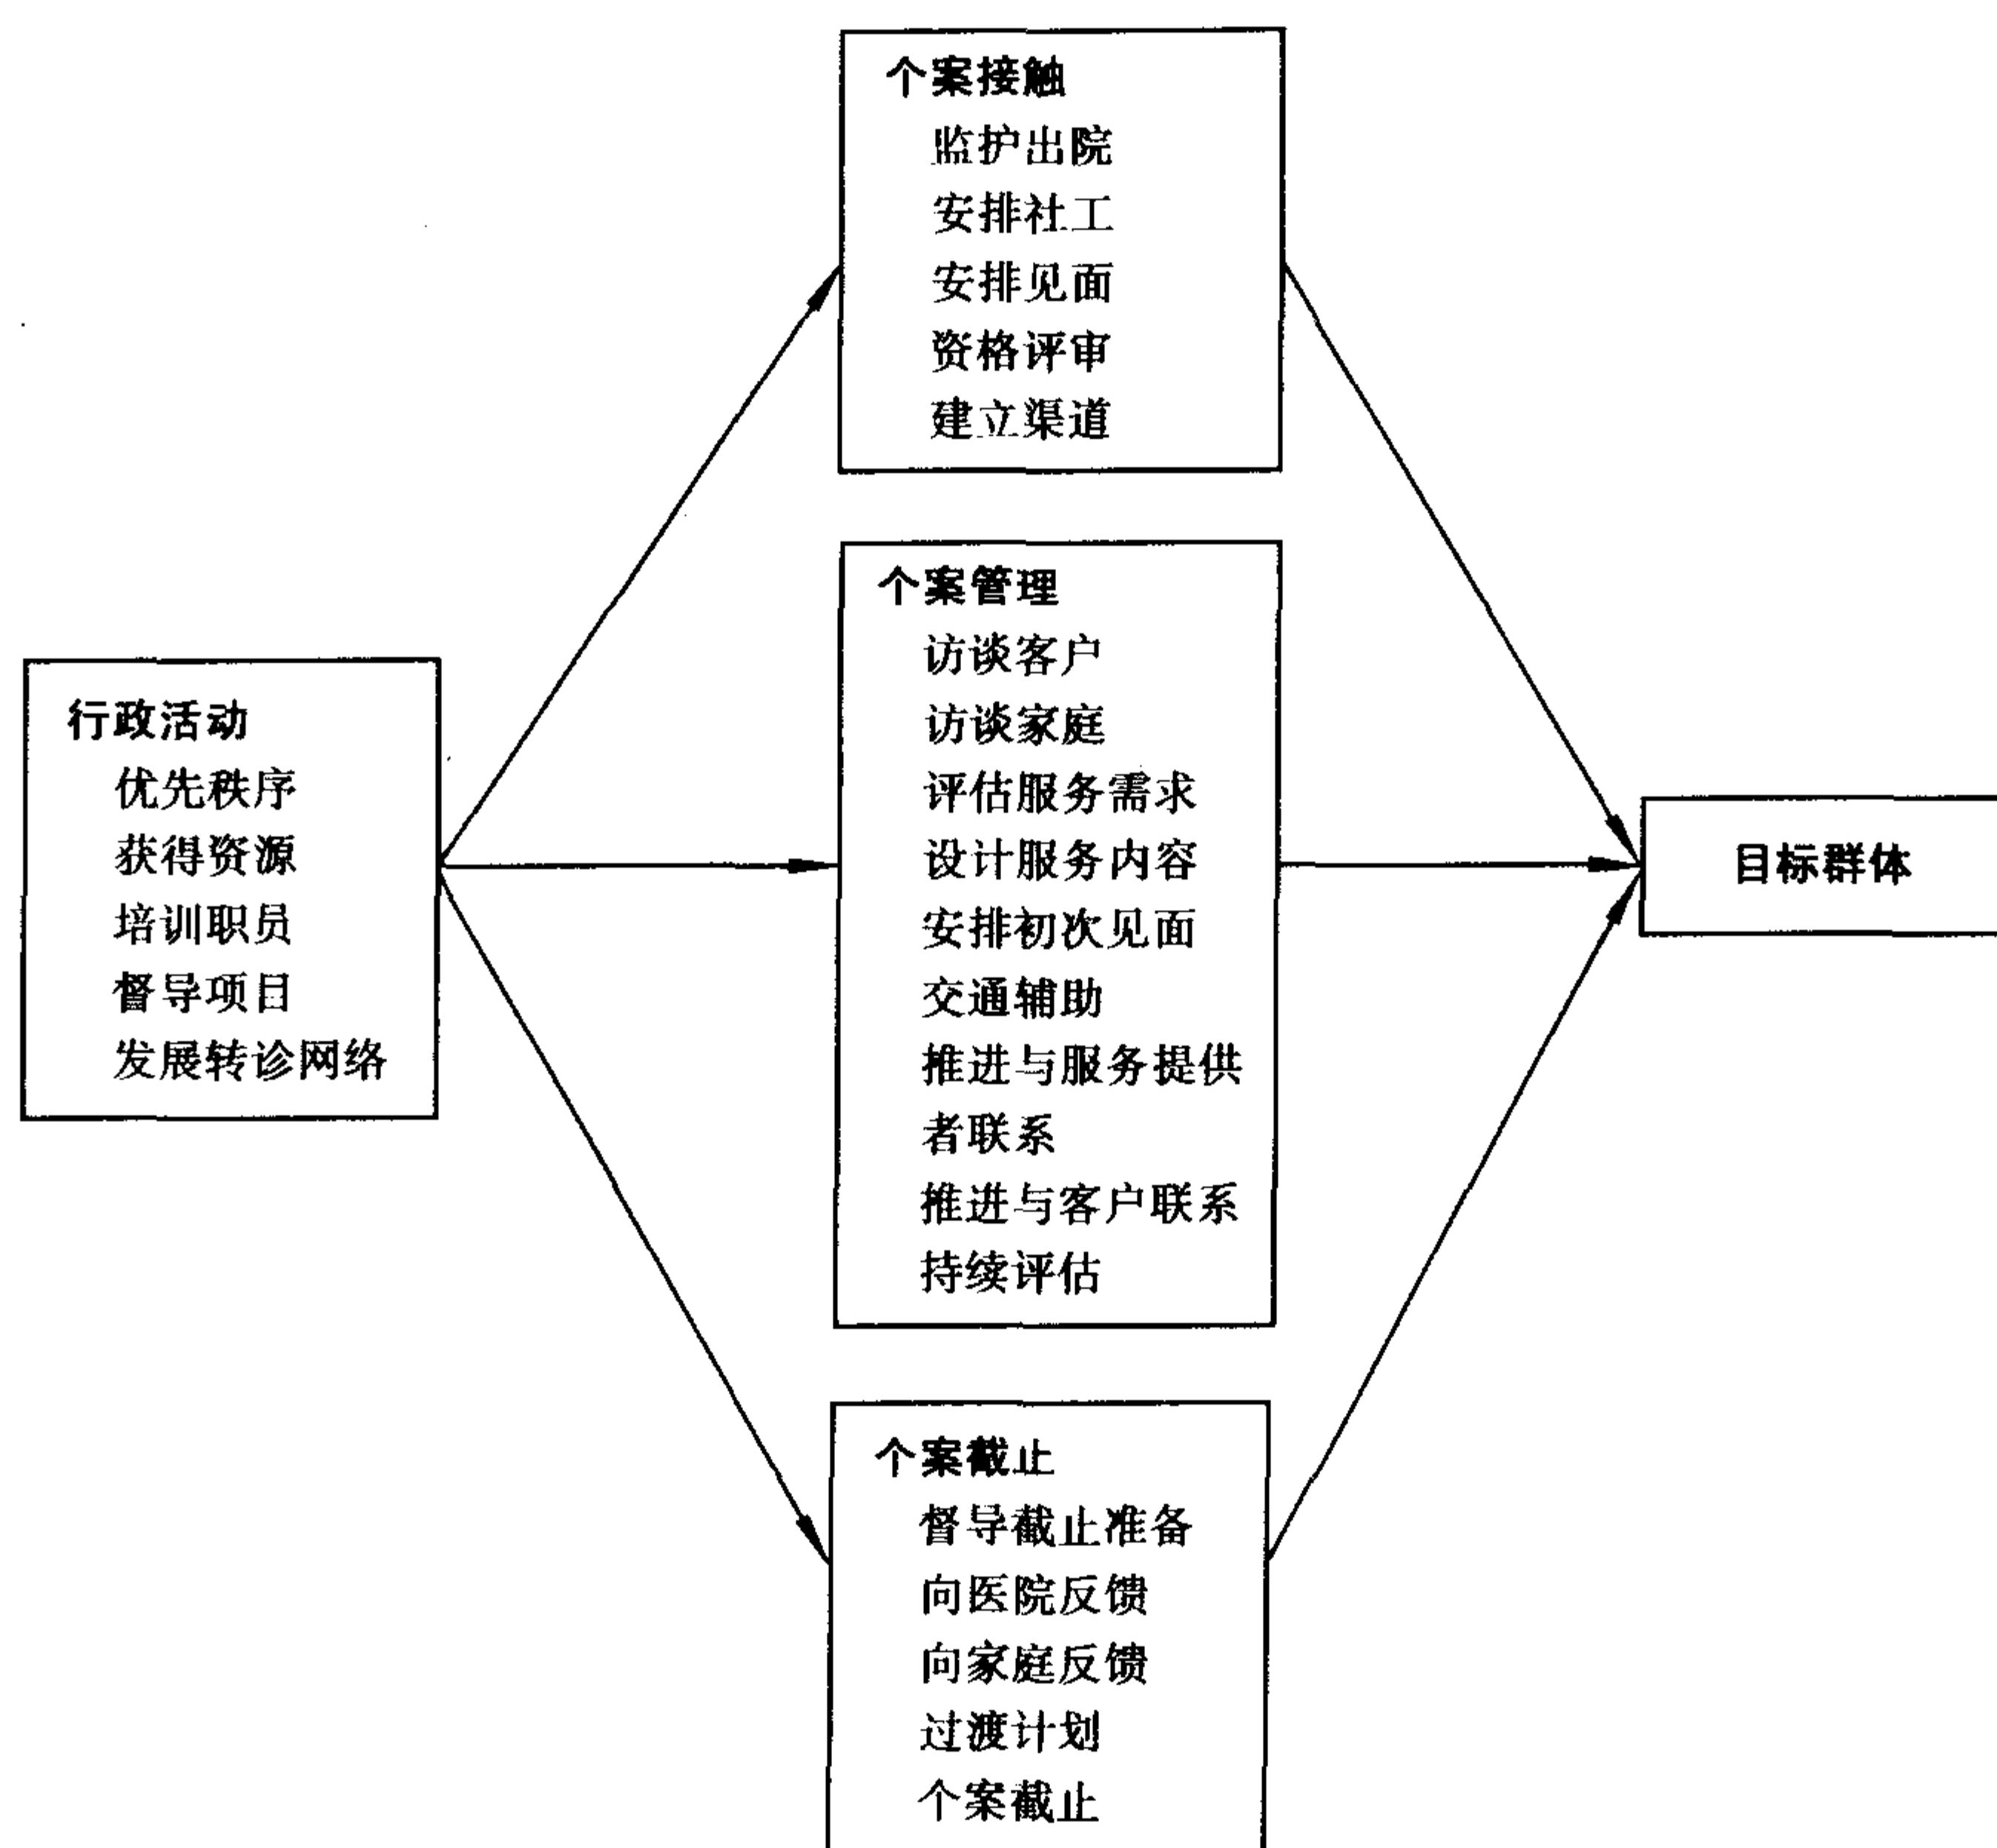 行政活动
优先秩序
获得资源
培训职员
督导项目
发展转诊网络
个案接触
监护出院
安排社工
安排见面
资格评审
建立渠道
个案管理
访谈客户
访谈家庭
评估服务需求
设计服务内容
安排初次见面
交通辅助
推进与服务提供
者联系
推进与客户联系
持续评估
个案截止
督导截止准备
向医院反馈
向家庭反馈
过渡计划
个案截止
目标群体